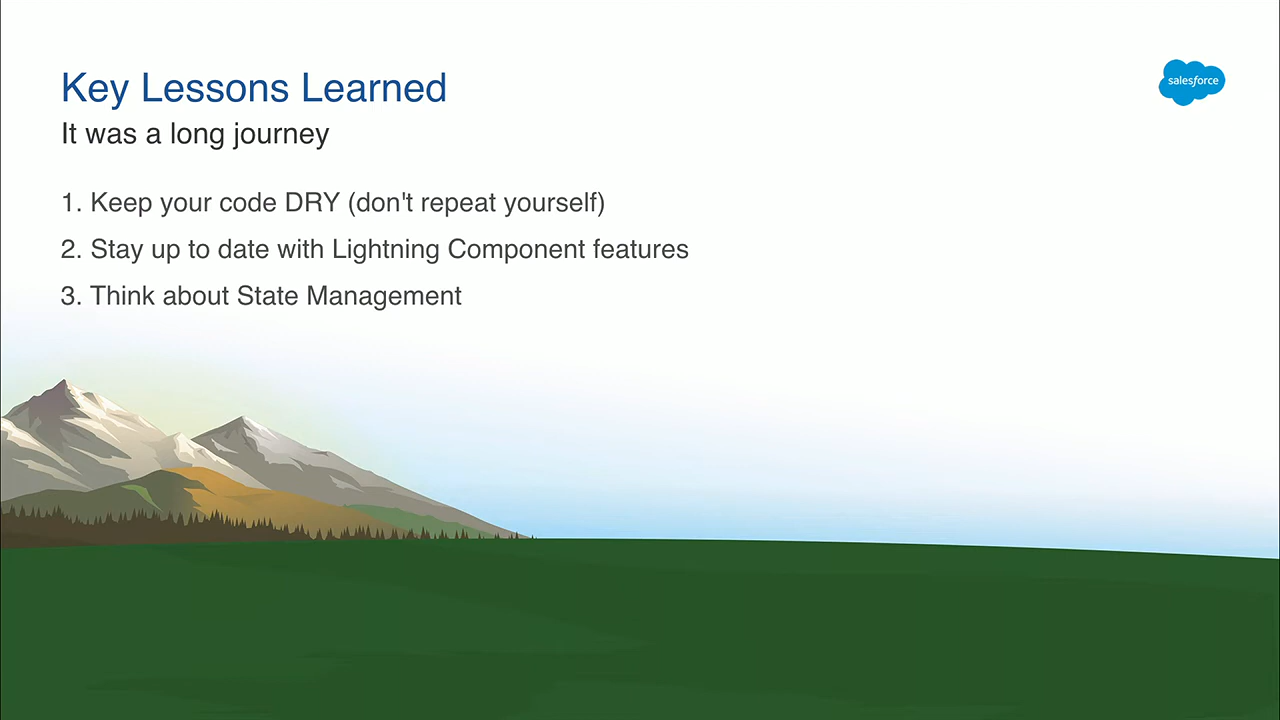 Key Lessons Learned
salesforce
It was a long journey
1. Keep your code DRY (don't repeat yourself)
2. Stay up to date with Lightning Component features
3. Think about State Management